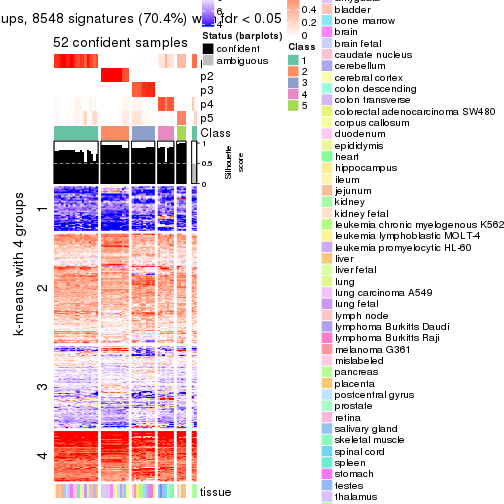 ups, 8548 signatures (70.4%) with fdr < 0.05
52 confident samples
p2
p3
p4
p5
Class
1
0.5
0
Silhouette
score
k-means with 4 groups
1
2
3
4
tissue
4
6
Status (barplots)
confident
ambiguous
0.4
0.2
0
Class
1
2
3
4
5
bladder
bone marrow
brain
brain fetal
caudate nucleus
cerebellum
cerebral cortex
colon descending
colon transverse
colorectal adenocarcinoma SW480
corpus callosum
duodenum
epididymis
heart
hippocampus
ileum
jejunum
kidney
kidney fetal
leukemia chronic myelogenous K562
leukemia lymphoblastic MOLT-4
leukemia promyelocytic HL-60
liver
liver fetal
lung
lung carcinoma A549
lung fetal
lymph node
lymphoma Burkitts Daudi
lymphoma Burkitts Raji
melanoma G361
mislabeled
pancreas
placenta
postcentral gyrus
prostate
retina
salivary gland
skeletal muscle
spinal cord
spleen
stomach
testes
thalamus